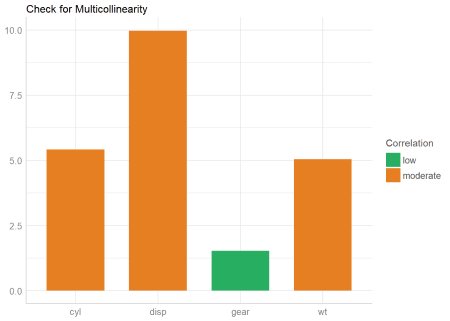 Check for Multicollinearity
10.0
7.5
5.0
2.5
0.0
cyl
disp
gear
wt
Correlation
low
moderate